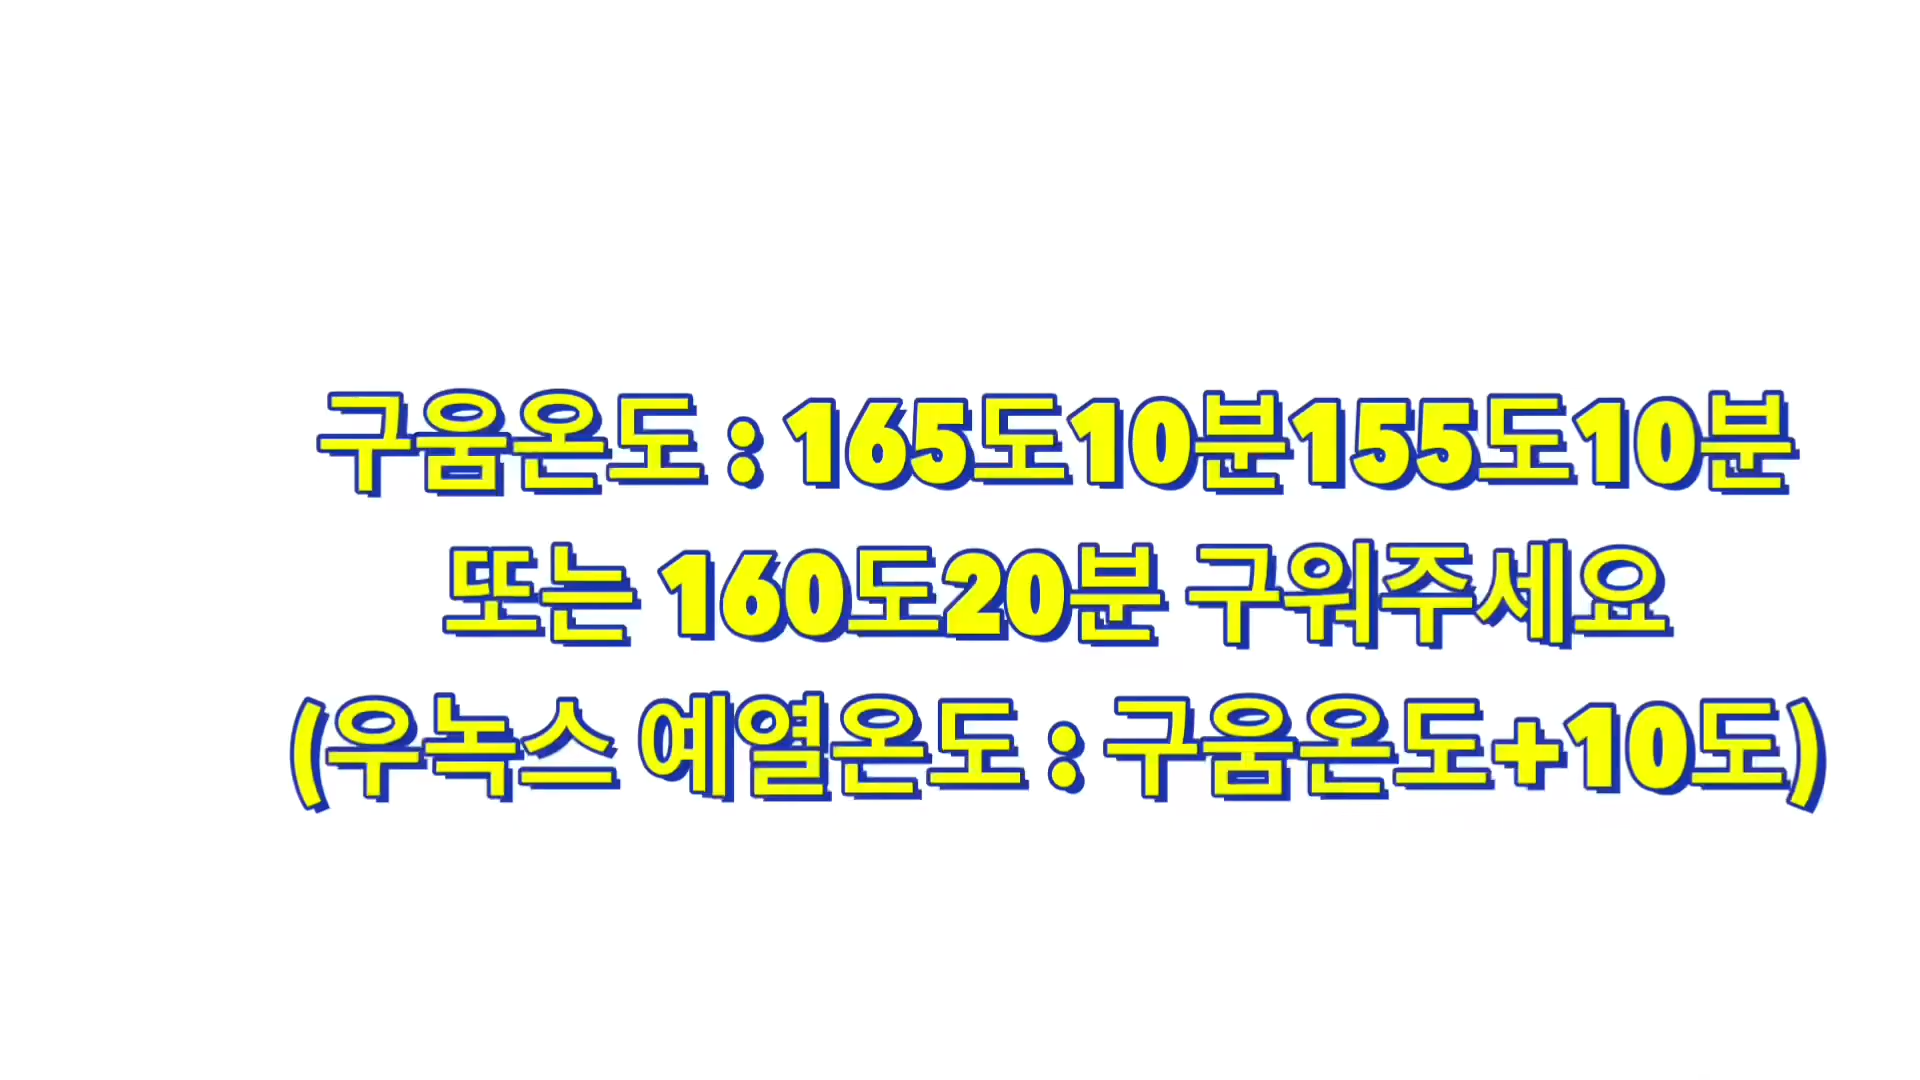 구움온도 : 165도10분155도10분
또는 160도20분 구워주세요
(우녹스 예열온도 : 구움온도+10도)